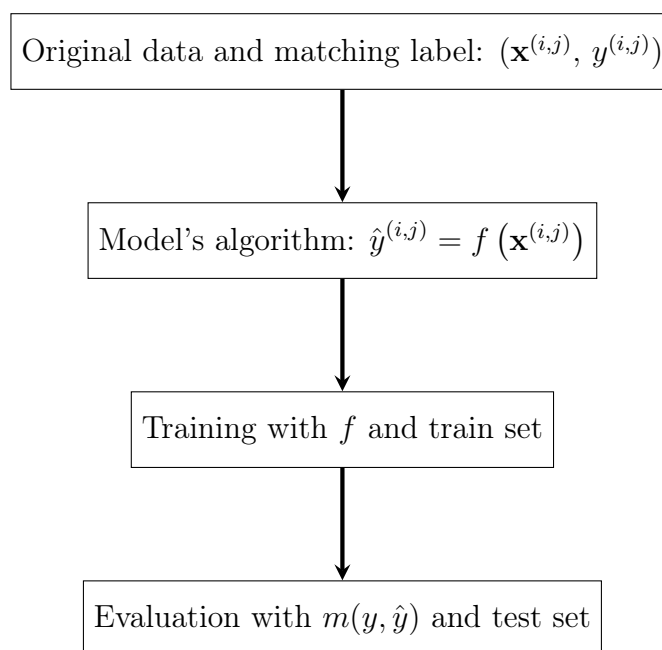 Original data and matching label: (𝐱⁽ⁱ,ʲ⁾, y⁽ⁱ,ʲ⁾)
Model's algorithm: ŷ⁽ⁱ,ʲ⁾ = f (𝐱⁽ⁱ,ʲ⁾)
Training with f and train set
Evaluation with m(y, ŷ) and test set